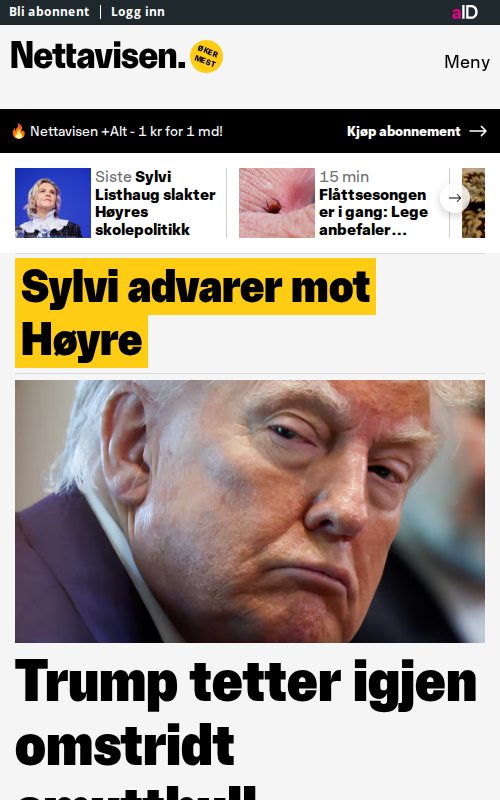 Bli abonnent
Logg inn
aID
Nettavisen.
ØKER
MEST
Meny
🔥 Nettavisen +Alt - 1 kr for 1 md!
Kjøp abonnement
Siste Sylvi
Listhaug slakter
Høyres
skolepolitikk
15 min
Flåttsesongen
er i gang: Lege
anbefaler...
Sylvi advarer mot
Høyre
Trump tetter igjen
omstridt